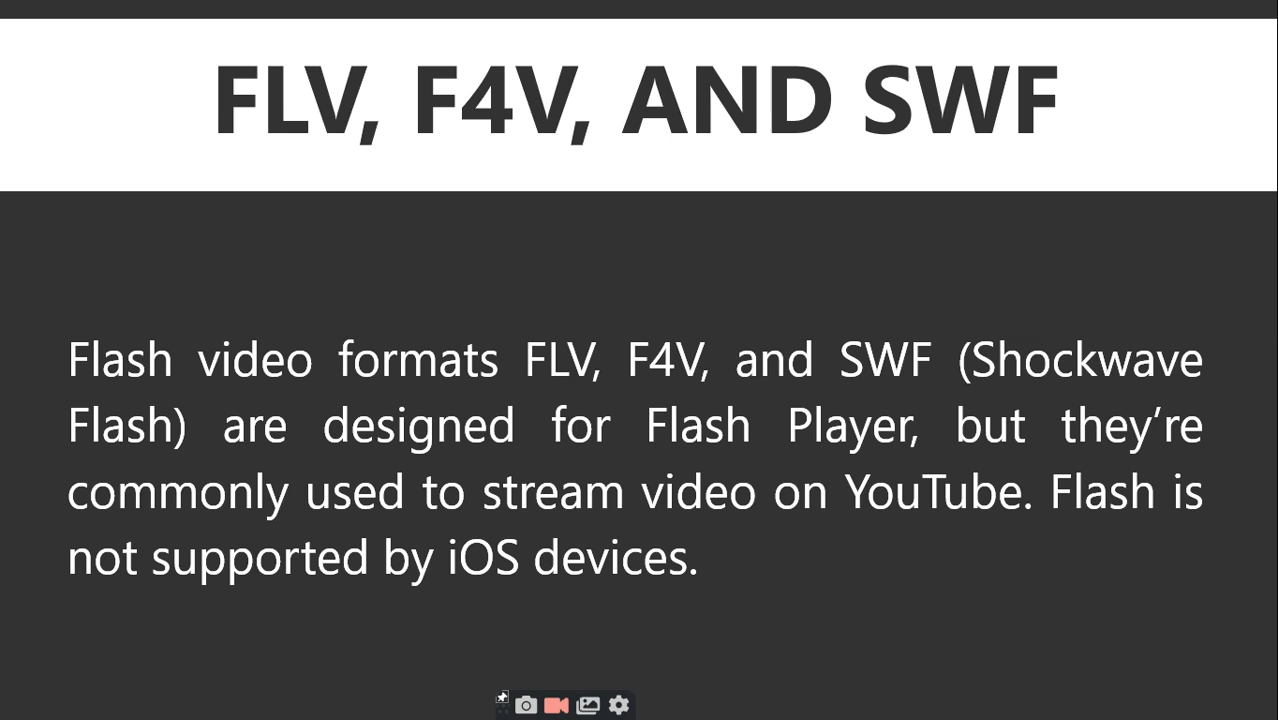 FLV, F4V, AND SWF
Flash video formats FLV, F4V, and SWF (Shockwave
Flash) are designed for Flash Player, but they’re
commonly used to stream video on YouTube. Flash is
not supported by iOS devices.